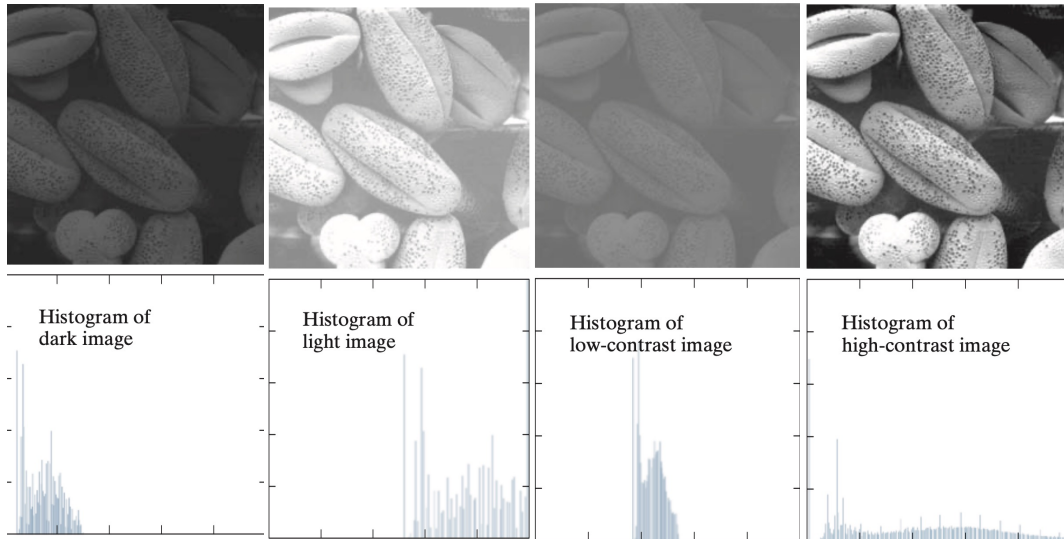 Histogram of
dark image
Histogram of
light image
Histogram of
low-contrast image
Histogram of
high-contrast image